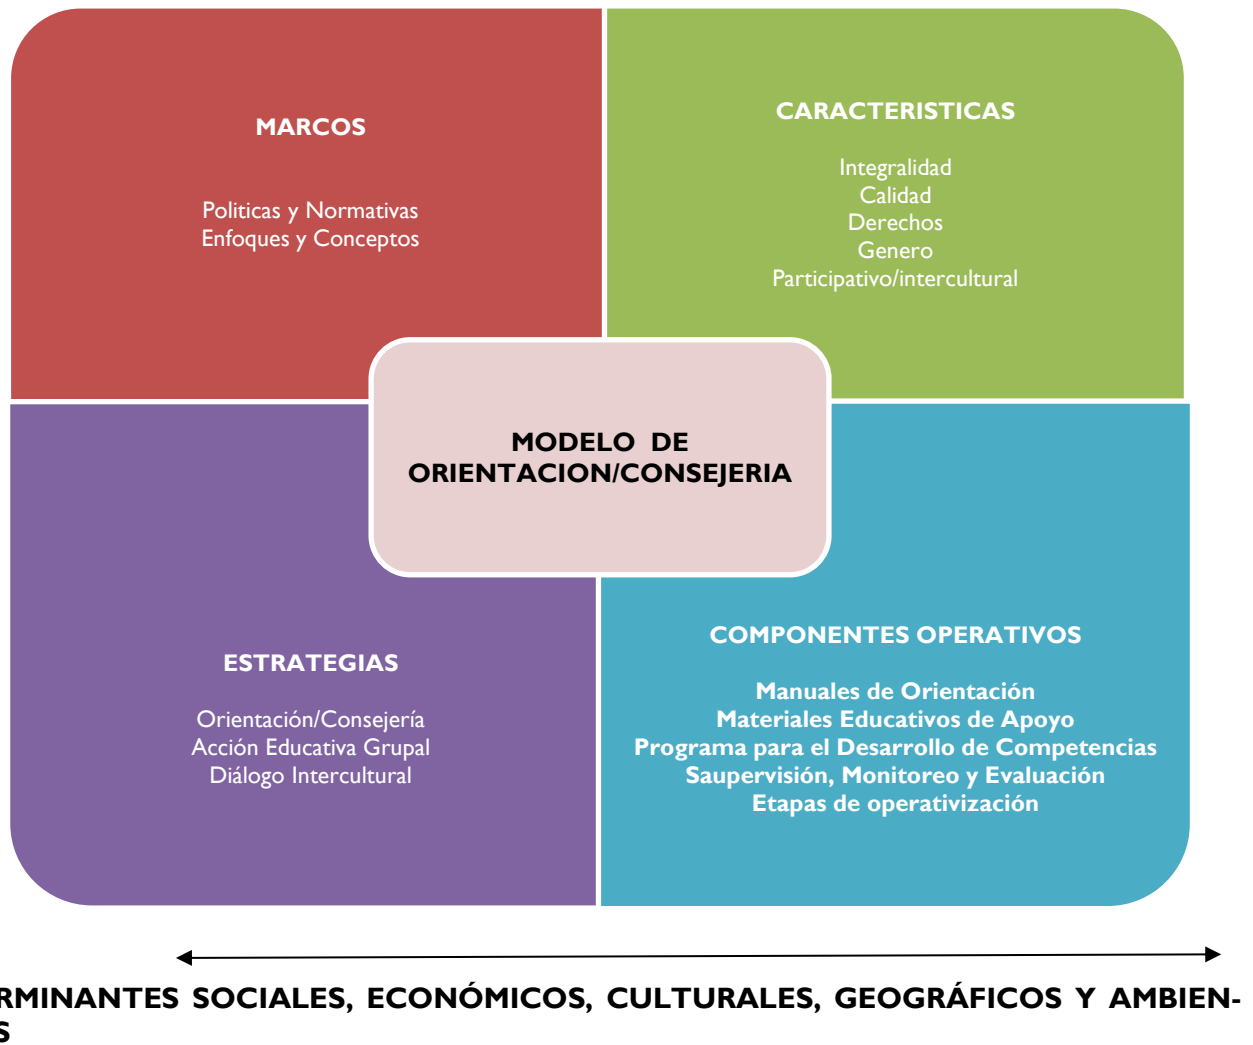 MARCOS
Politicas y Normativas
Enfoques y Conceptos
CARACTERISTICAS
Integralidad
Calidad
Derechos
Genero
Participativo/intercultural
MODELO DE
ORIENTACION/CONSEJERIA
ESTRATEGIAS
Orientación/Consejería
Acción Educativa Grupal
Diálogo Intercultural
COMPONENTES OPERATIVOS
Manuales de Orientación
Materiales Educativos de Apoyo
Programa para el Desarrollo de Competencias
Saupervisión, Monitoreo y Evaluación
Etapas de operativización
RMINANTES SOCIALES, ECONÓMICOS, CULTURALES, GEOGRÁFICOS Y AMBIEN-
S